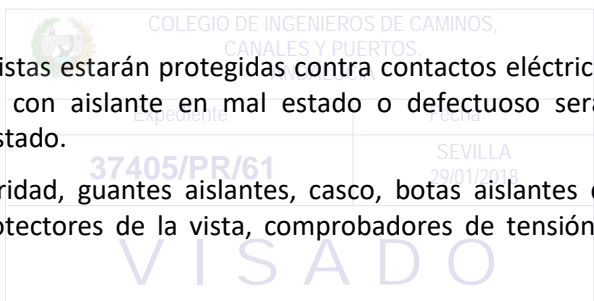 COLEGIO DE INGENIEROS DE CAMINOS,
CANALES Y PUERTOS.
istas estarán protegidas contra contactos eléctric
ANDALUCÍA
con aislante en mal estado o defectuoso ser
Expediente Fecha
stado.
37405/PR/61
SEVILLA
29/01/2018
ridad, guantes aislantes, casco, botas aislantes
otectores de la vista, comprobadores de tensión
VISADO